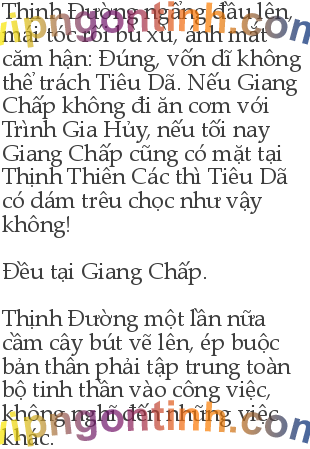 Thịnh Đường ngẩng đầu lên,
mái tóc rối bù xù, ánh mắt
căm hận: Đúng, vốn dĩ không
thể trách Tiêu Dã. Nếu Giang
Chấp không đi ăn cơm với
Trình Gia Hủy, nếu tối nay
Giang Chấp cũng có mặt tại
Thịnh Thiên Các thì Tiêu Dã
có dám trêu chọc như vậy
không!
Đều tại Giang Chấp.
Thịnh Đường một lần nữa
cầm cây bút vẽ lên, ép buộc
bản thân phải tập trung toàn
bộ tinh thần vào công việc,
không nghĩ đến những việc
khác.
vupngontinh.com
vupngontinh.com